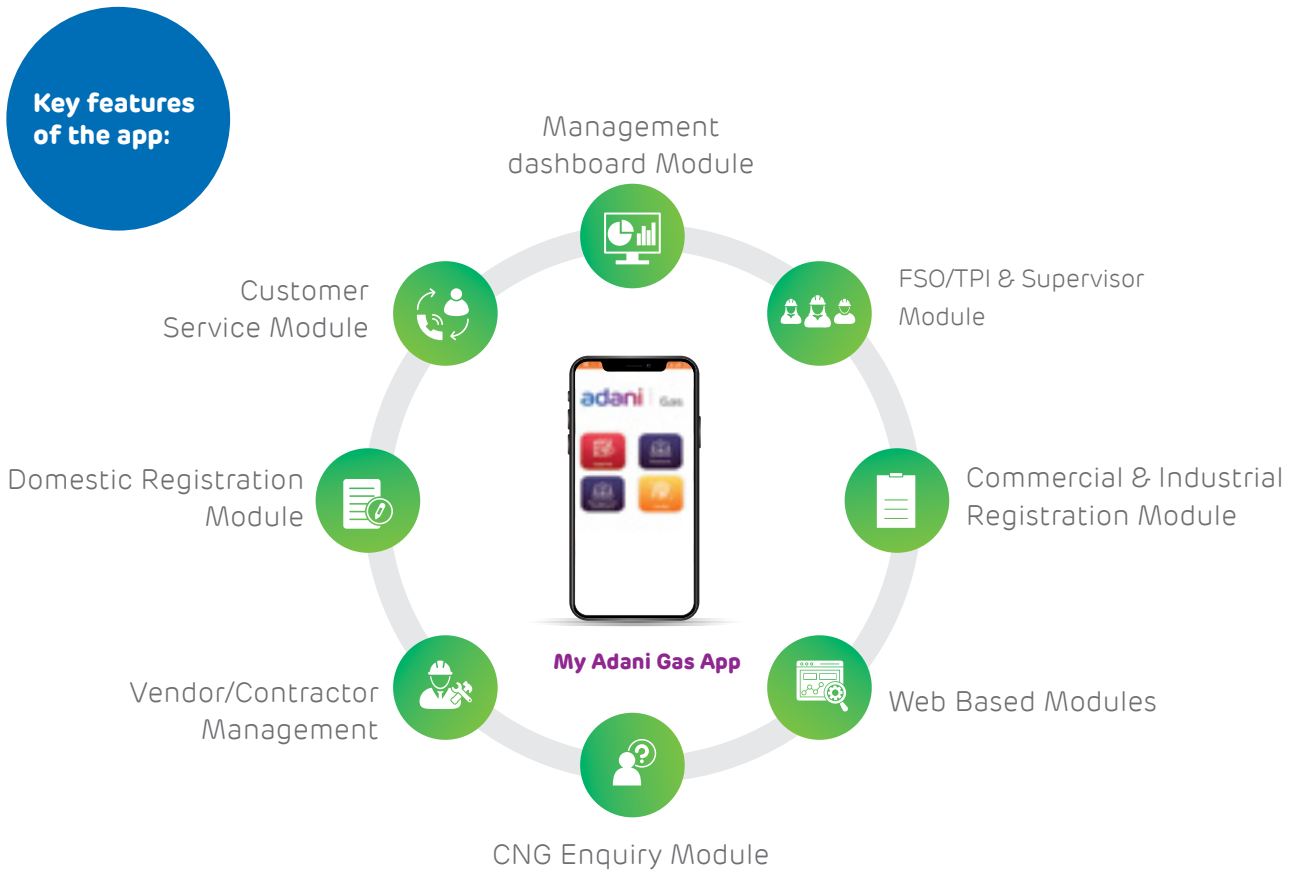 Key features
of the app:
Management
dashboard Module
FSO/TPI & Supervisor
Module
Customer
Service Module
adani Gas
Domestic Registration
Module
Commercial & Industrial
Registration Module
My Adani Gas App
Vendor/Contractor
Management
Web Based Modules
?
CNG Enquiry Module